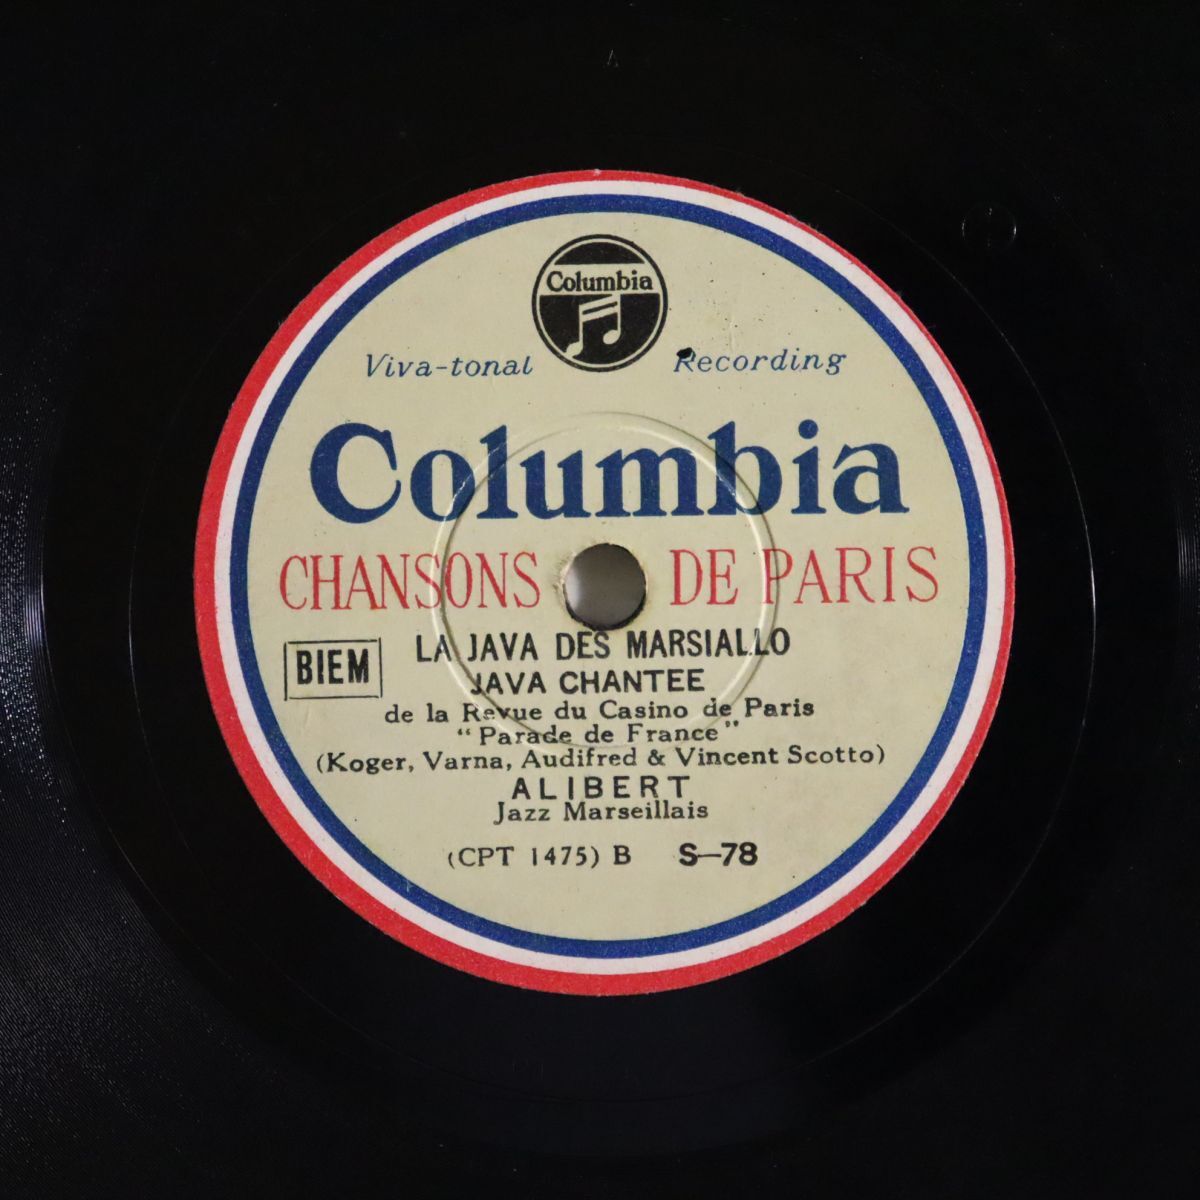 Columbia
Viva-tonal Recording
Columbia
CHANSONS DE PARIS
BIEM
LA JAVA DES MARSIALLO
JAVA CHANTEE
de la Revue du Casino de Paris
"Parade de France"
(Koger, Varna, Audifred & Vincent Scotto)
ALIBERT
Jazz Marseillais
(CPT 1475) B S-78